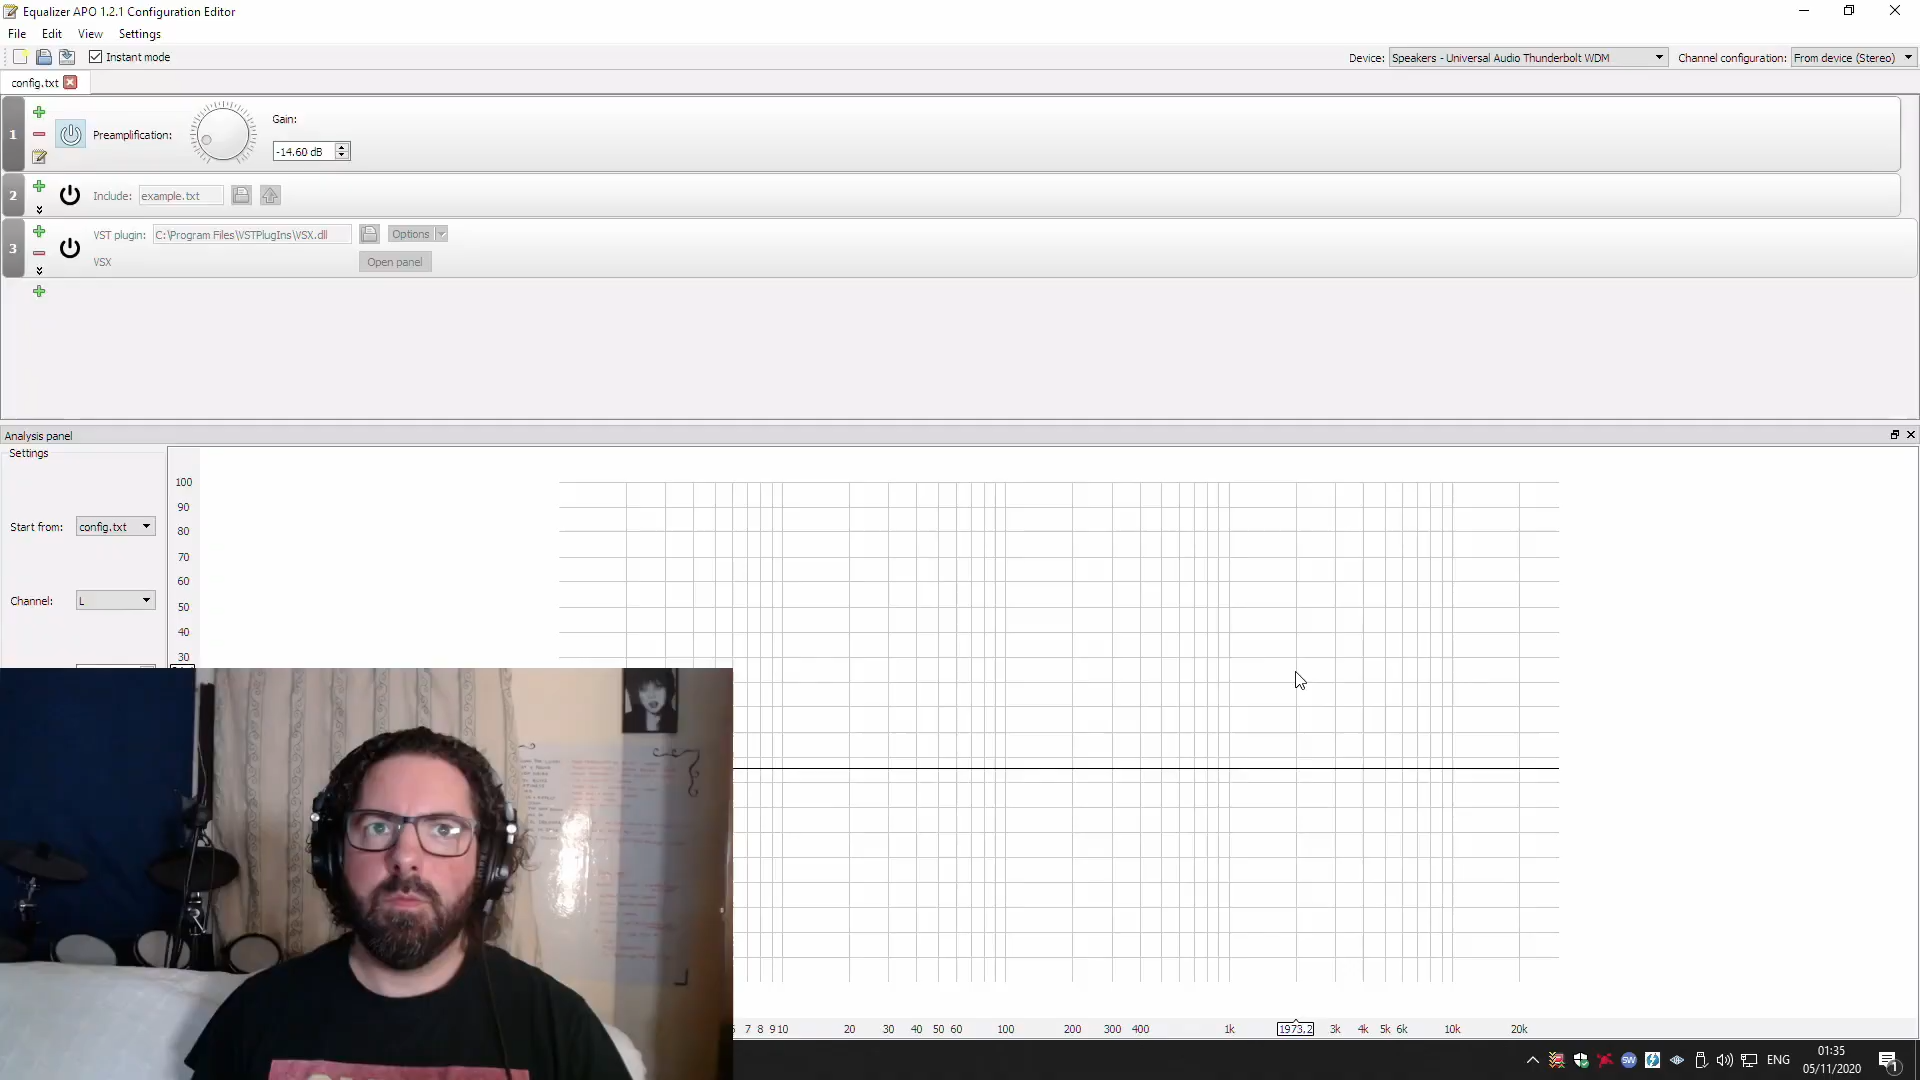 Equalizer APO 1.2.1 Configuration Editor
File Edit View Settings
Instant mode
Device: Speakers - Universal Audio Thunderbolt WDM Channel configuration: From device (Stereo)
config.txt
1 Preamplification: Gain:
-14.60 dB
2 Include: example.txt
3 VST plugin: C:\Program Files\VSTPlugIns\VSX.dll Options
VSX Open panel
Analysis panel
Settings
100
90
80
70
60
50
40
30
Start from: config.txt
Channel: L
7 8 9 10 20 30 40 50 60 100 200 300 400 1k 1973,2 3k 4k 5k 6k 10k 20k
SW ENG 01:35
05/11/2020 1